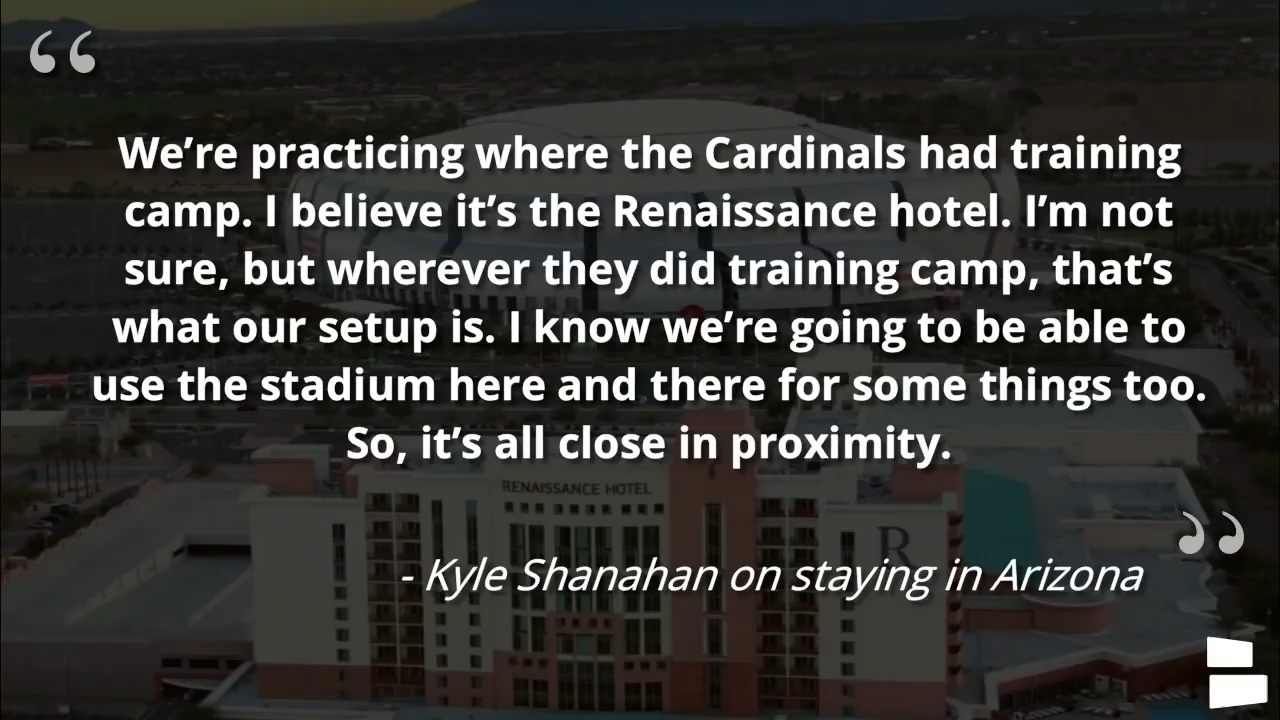 “
We’re practicing where the Cardinals had training
camp. I believe it’s the Renaissance hotel. I’m not
sure, but wherever they did training camp, that’s
what our setup is. I know we’re going to be able to
use the stadium here and there for some things too.
So, it’s all close in proximity.
RENAISSANCE HOTEL
R
”
- Kyle Shanahan on staying in Arizona